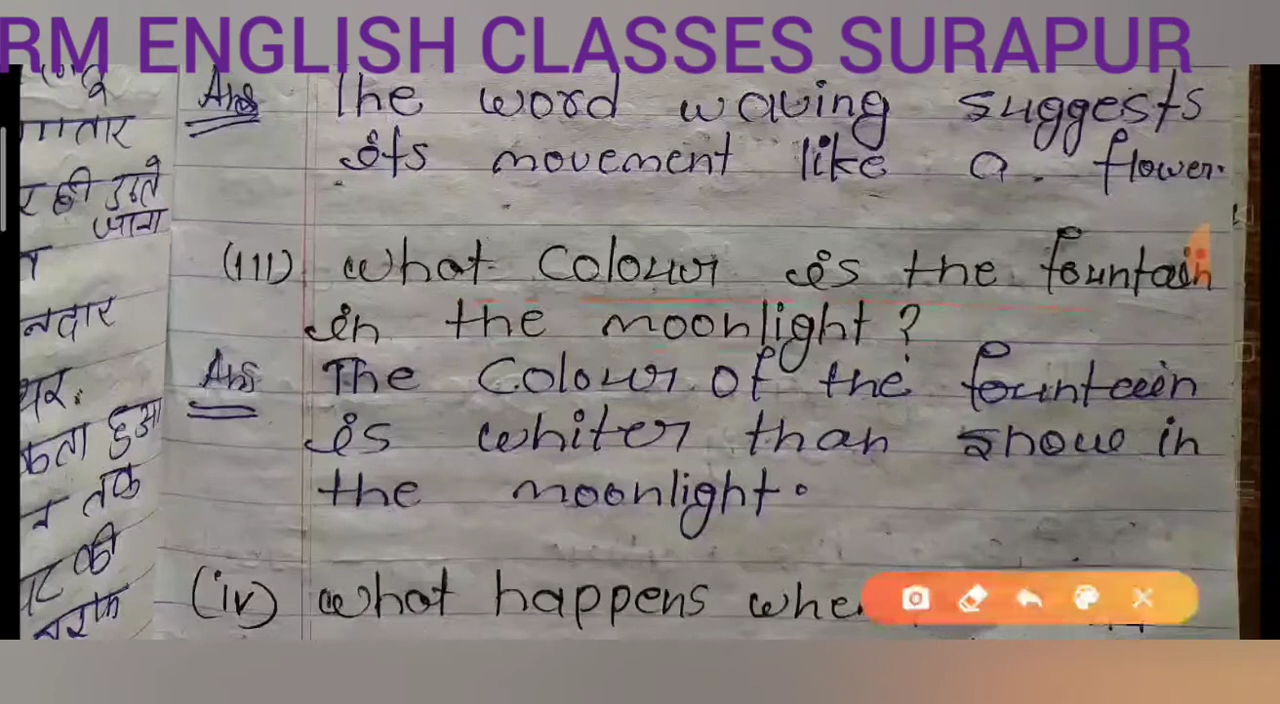 RM ENGLISH CLASSES SURAPUR
Ans The word waving suggests
its movement like a flower.
(iii) What Colour is the fountain
in the moonlight?
Ans The Colour of the fountain
is whiter than snow in
the moonlight.
(iv) What happens whe
जाना
हुआ
तक
की